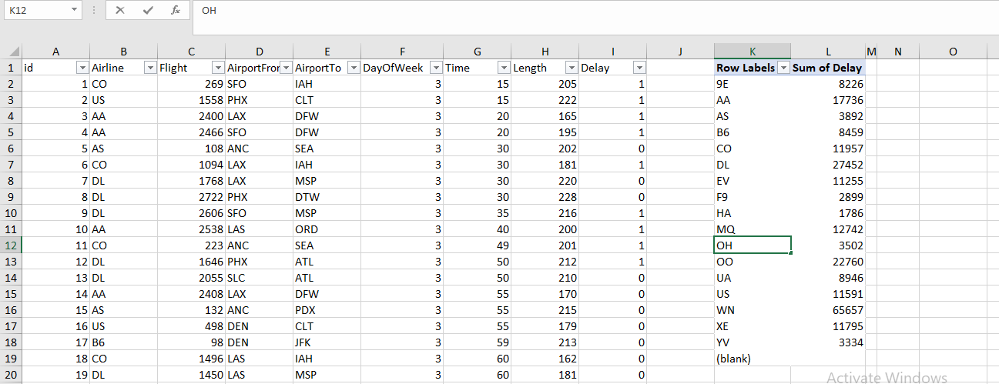 K12 fx OH
A B C D E F G H I J K L M N O
1 id Airline Flight AirportFror AirportTo DayOfWeek Time Length Delay Row Labels Sum of Delay
2 1 CO 269 SFO IAH 3 15 205 1 9E 8226
3 2 US 1558 PHX CLT 3 15 222 1 AA 17736
4 3 AA 2400 LAX DFW 3 20 165 1 AS 3892
5 4 AA 2466 SFO DFW 3 20 195 1 B6 8459
6 5 AS 108 ANC SEA 3 30 202 0 CO 11957
7 6 CO 1094 LAX IAH 3 30 181 1 DL 27452
8 7 DL 1768 LAX MSP 3 30 220 0 EV 11255
9 8 DL 2722 PHX DTW 3 30 228 0 F9 2899
10 9 DL 2606 SFO MSP 3 35 216 1 HA 1786
11 10 AA 2538 LAS ORD 3 40 200 1 MQ 12742
12 11 CO 223 ANC SEA 3 49 201 1 OH 3502
13 12 DL 1646 PHX ATL 3 50 212 1 OO 22760
14 13 DL 2055 SLC ATL 3 50 210 0 UA 8946
15 14 AA 2408 LAX DFW 3 55 170 0 US 11591
16 15 AS 132 ANC PDX 3 55 215 0 WN 65657
17 16 US 498 DEN CLT 3 55 179 0 XE 11795
18 17 B6 98 DEN JFK 3 59 213 0 YV 3334
19 18 CO 1496 LAS IAH 3 60 162 0 (blank)
20 19 DL 1450 LAS MSP 3 60 181 0
Activate Windows